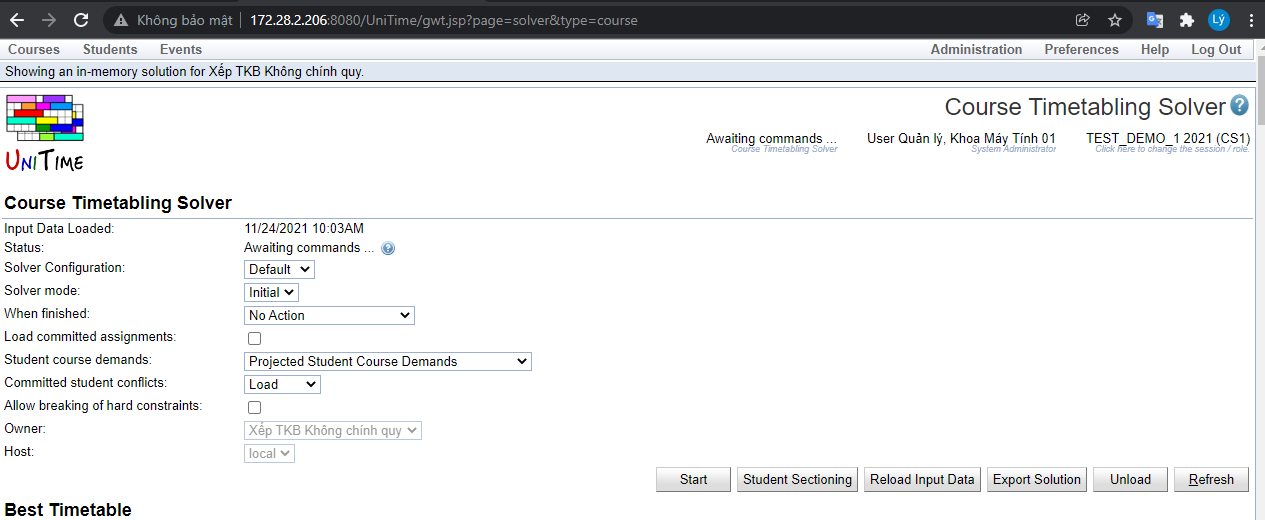 Không bảo mật 172.28.2.206:8080/UniTime/gwt.jsp?page=solver&type=course Lý
Courses Students Events Administration Preferences Help Log Out
Showing an in-memory solution for Xếp TKB Không chính quy.
UNITIME
Course Timetabling Solver ?
Awaiting commands ... User Quản lý, Khoa Máy Tính 01 TEST_DEMO_1 2021 (CS1)
Course Timetabling Solver System Administrator Click here to change the session / role.
Course Timetabling Solver
Input Data Loaded: 11/24/2021 10:03AM
Status: Awaiting commands ... ?
Solver Configuration: Default
Solver mode: Initial
When finished: No Action
Load committed assignments:
Student course demands: Projected Student Course Demands
Committed student conflicts: Load
Allow breaking of hard constraints:
Owner: Xếp TKB Không chính quy
Host: local
Start Student Sectioning Reload Input Data Export Solution Unload Refresh
Best Timetable